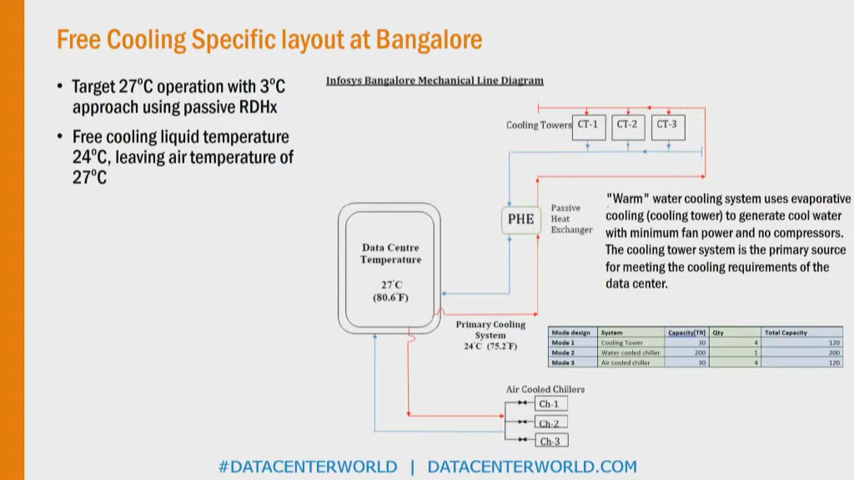 Free Cooling Specific layout at Bangalore
• Target 27°C operation with 3°C
approach using passive RDHx
• Free cooling liquid temperature
24°C, leaving air temperature of
27°C
Infosys Bangalore Mechanical Line Diagram
Cooling Towers CT-1 CT-2 CT-3
PHE
Passive
Heat
Exchanger
"Warm" water cooling system uses evaporative
cooling (cooling tower) to generate cool water
with minimum fan power and no compressors.
The cooling tower system is the primary source
for meeting the cooling requirements of the
data center.
Data Centre
Temperature
27°C
(80.6°F)
Primary Cooling
System
24°C (75.2°F)
Mode design System Capacity(TR) Qty Total Capacity
Mode 1 Cooling Tower 30 4 120
Mode 2 Water cooled chiller 200 1 200
Mode 3 Air cooled chiller 30 4 120
Air Cooled Chillers
Ch-1
Ch-2
Ch-3
#DATACENTERWORLD | DATACENTERWORLD.COM